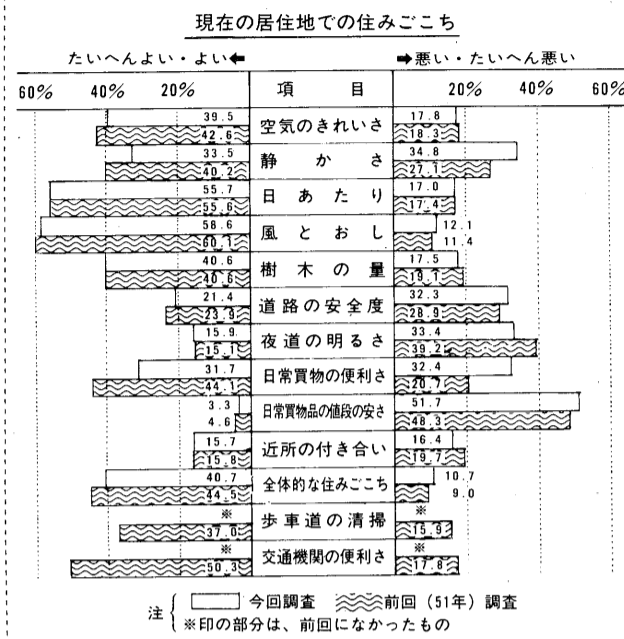 現在の居住地での住みごこち
たいへんよい・よい⬅ ➡悪い・たいへん悪い
60% 40% 20% 項目 20% 40% 60%
39.5 空気のきれいさ 17.8
42.6 18.3
33.5 静かさ 34.8
40.2 27.1
55.7 日あたり 17.0
55.6 17.4
58.6 風とおし 12.1
60.1 11.4
40.6 樹木の量 17.5
40.6 19.1
21.4 道路の安全度 32.3
23.9 28.9
15.9 夜道の明るさ 33.4
15.1 39.2
31.7 日常買物の便利さ 32.4
44.1 20.7
3.3 日常買物品の値段の安さ 51.7
4.6 48.3
15.7 近所の付き合い 16.4
15.8 19.7
40.7 全体的な住みごこち 10.7
44.5 9.0
※ 歩車道の清掃 ※
37.0 15.9
※ 交通機関の便利さ ※
50.3 17.8
注 今回調査 前回(51年)調査
※印の部分は、前回になかったもの